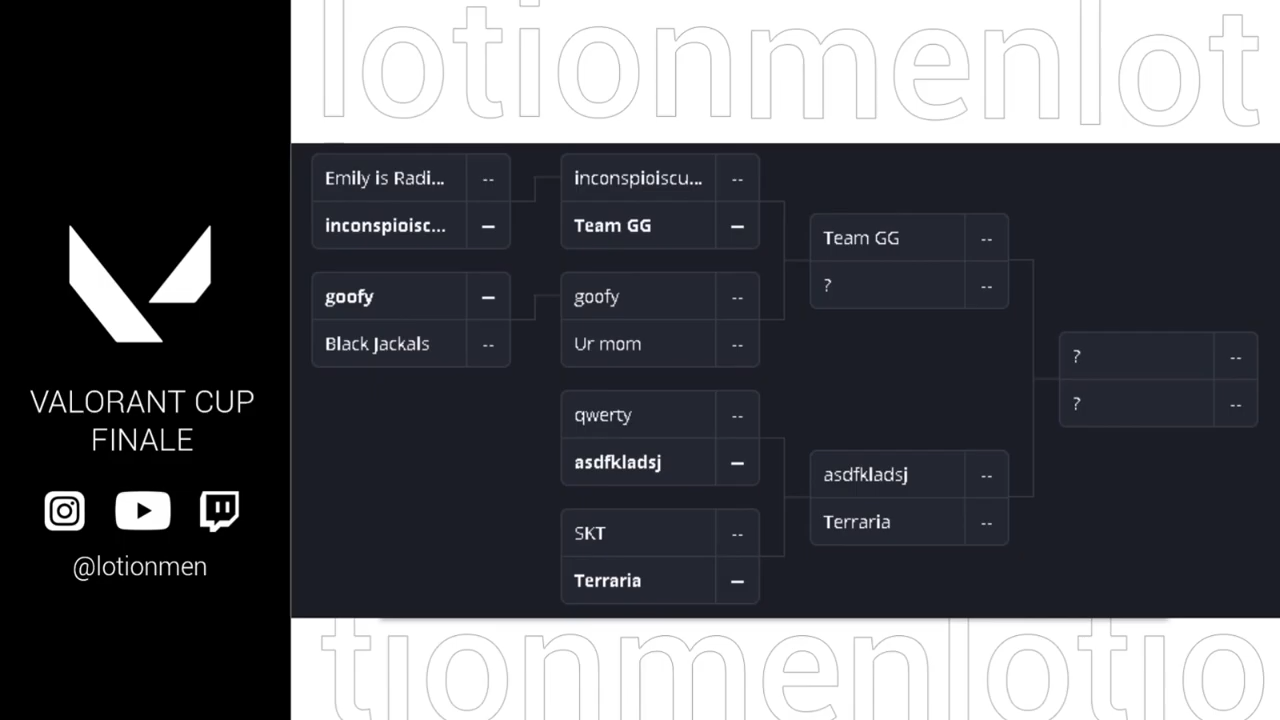 lotionmenlot
Emily is Radi... --
inconspioisc... –
goofy –
Black Jackals --
inconspioiscu... --
Team GG –
goofy --
Ur mom --
qwerty --
asdfkladsj –
SKT --
Terraria –
Team GG --
? --
asdfkladsj --
Terraria --
? --
? --
VALORANT CUP
FINALE
@lotionmen
tionmenlotio